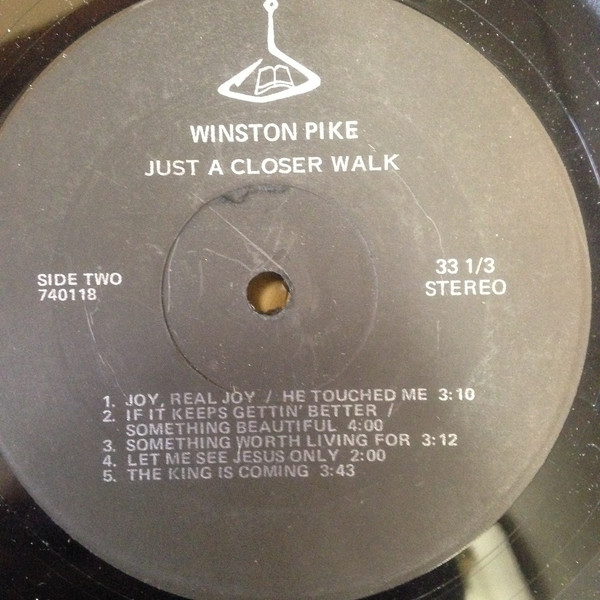 WINSTON PIKE
JUST A CLOSER WALK
SIDE TWO
740118
33 1/3
STEREO
1. JOY, REAL JOY / HE TOUCHED ME 3:10
2. IF IT KEEPS GETTIN' BETTER /
SOMETHING BEAUTIFUL 4:00
3. SOMETHING WORTH LIVING FOR 3:12
4. LET ME SEE JESUS ONLY 2:00
5. THE KING IS COMING 3:43